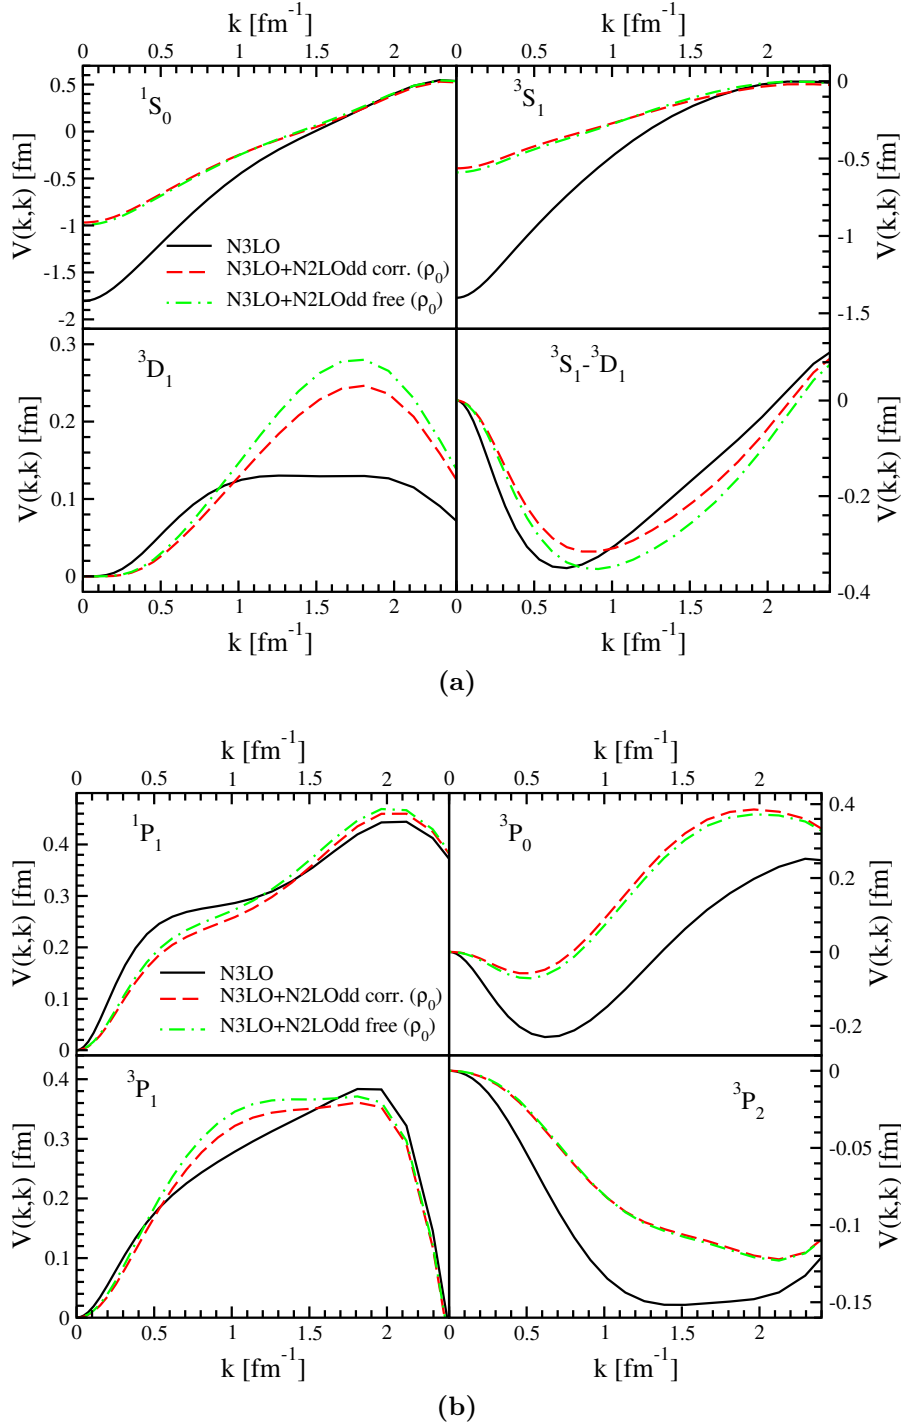 k [fm⁻¹]
0 0.5 1 1.5 2 0 0.5 1 1.5 2
0.5
0
-0.5
-1
-1.5
-2
V(k,k) [fm]
¹S₀
N3LO
N3LO+N2LOdd corr. (ρ₀)
N3LO+N2LOdd free (ρ₀)
k [fm⁻¹]
³S₁
0
-0.5
-1
-1.5
V(k,k) [fm]
0.3
0.2
0.1
0
V(k,k) [fm]
³D₁
³S₁-³D₁
0
-0.2
-0.4
V(k,k) [fm]
0 0.5 1 1.5 2 0 0.5 1 1.5 2
k [fm⁻¹]
k [fm⁻¹]
(a)
k [fm⁻¹]
k [fm⁻¹]
0 0.5 1 1.5 2 0 0.5 1 1.5 2
0.4
0.3
0.2
0.1
0
V(k,k) [fm]
¹P₁
N3LO
N3LO+N2LOdd corr. (ρ₀)
N3LO+N2LOdd free (ρ₀)
³P₀
0.4
0.2
0
-0.2
V(k,k) [fm]
0.4
0.3
0.2
0.1
0
V(k,k) [fm]
³P₁
³P₂
0
-0.05
-0.1
-0.15
V(k,k) [fm]
0 0.5 1 1.5 2 0 0.5 1 1.5 2
k [fm⁻¹]
k [fm⁻¹]
(b)